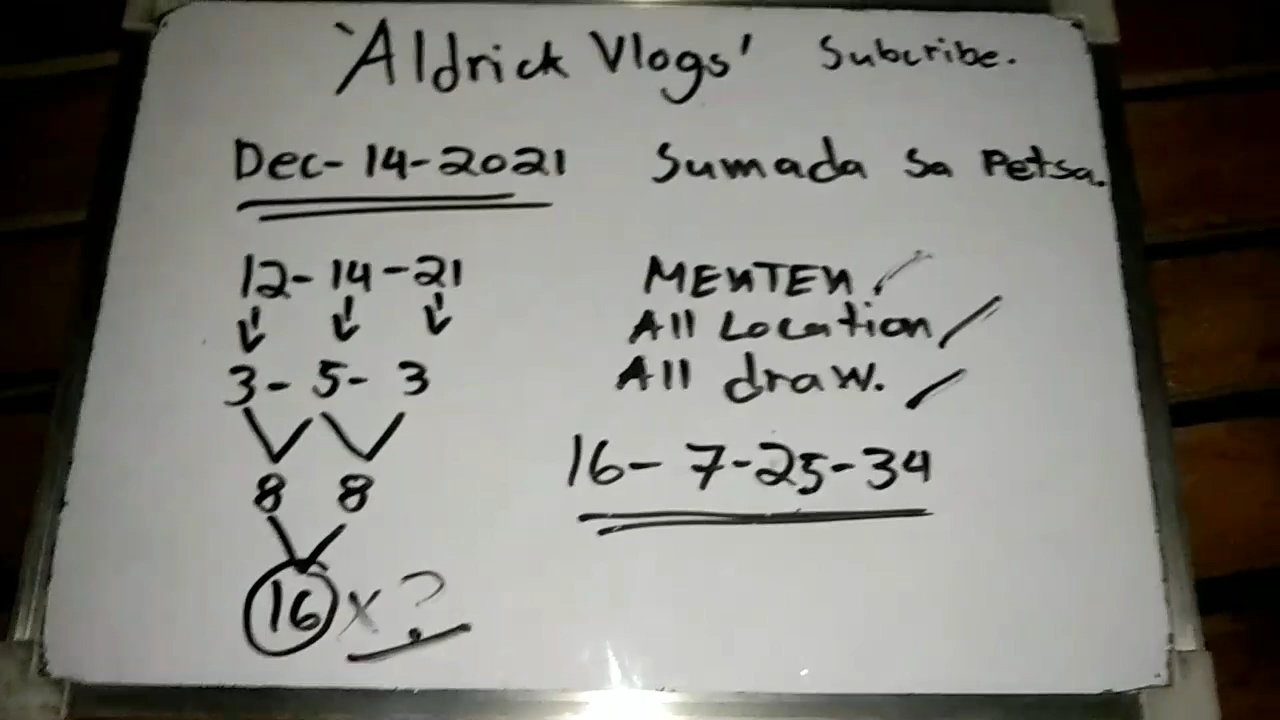 'Aldrick Vlogs' Subcribe.
Dec-14-2021 Sumada sa Petsa.
12-14-21
3-5-3
8 8
16 x ?
MENTEN
All Location
All draw.
16-7-25-34